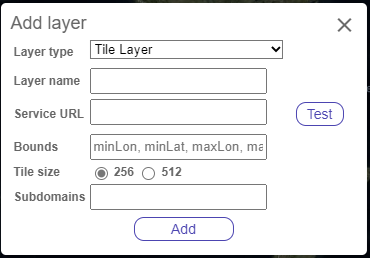 Add layer
Layer type Tile Layer
Layer name
Service URL Test
Bounds minLon, minLat, maxLon, ma
Tile size 256 512
Subdomains
Add